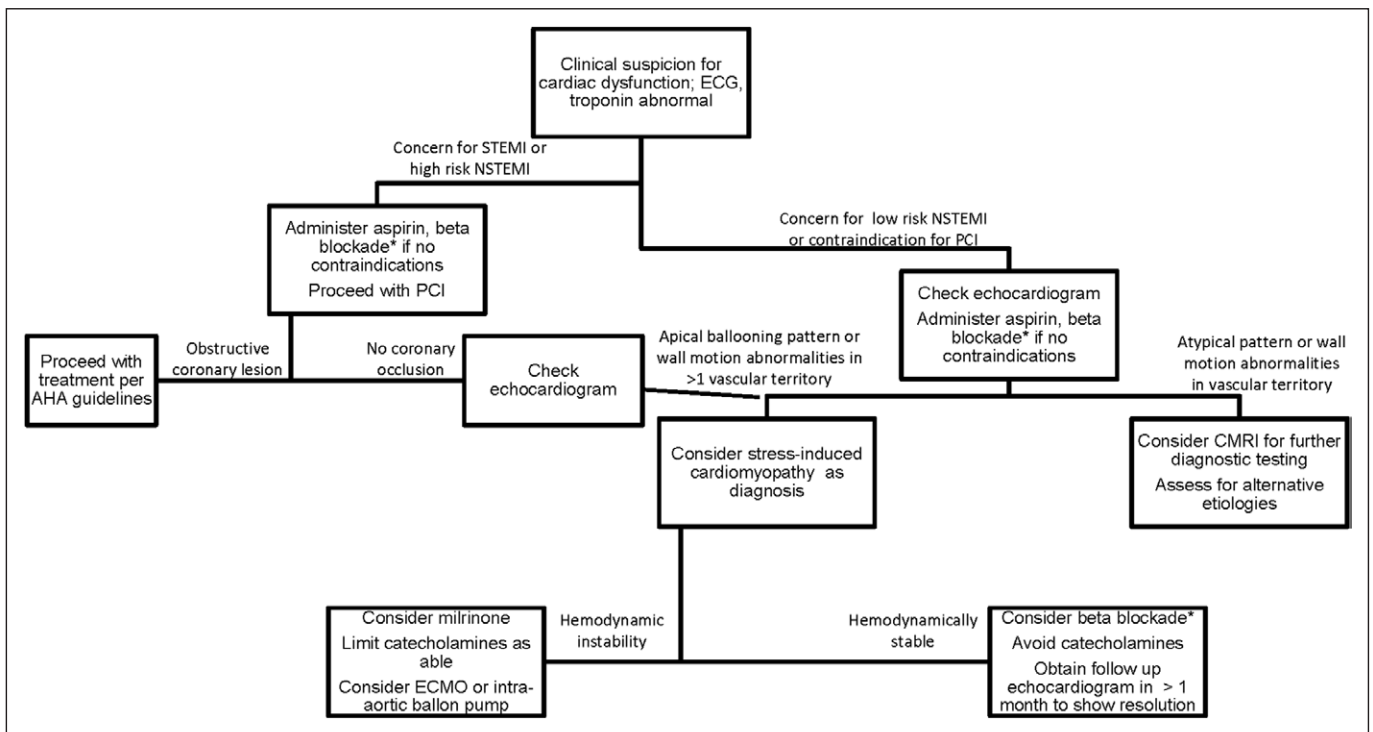 Clinical suspicion for
cardiac dysfunction; ECG,
troponin abnormal
Concern for STEMI or
high risk NSTEMI
Concern for low risk NSTEMI
or contraindication for PCI
Administer aspirin, beta
blockade* if no
contraindications
Proceed with PCI
Check echocardiogram
Administer aspirin, beta
blockade* if no
contraindications
Proceed with
treatment per
AHA guidelines
Obstructive
coronary lesion
No coronary
occlusion
Check
echocardiogram
Apical ballooning pattern or
wall motion abnormalities in
>1 vascular territory
Atypical pattern or wall
motion abnormalities
in vascular territory
Consider stress-induced
cardiomyopathy as
diagnosis
Consider CMRI for further
diagnostic testing
Assess for alternative
etiologies
Consider milrinone
Limit catecholamines as
able
Consider ECMO or intra-
aortic ballon pump
Hemodynamic
instability
Hemodynamically
stable
Consider beta blockade*
Avoid catecholamines
Obtain follow up
echocardiogram in > 1
month to show resolution